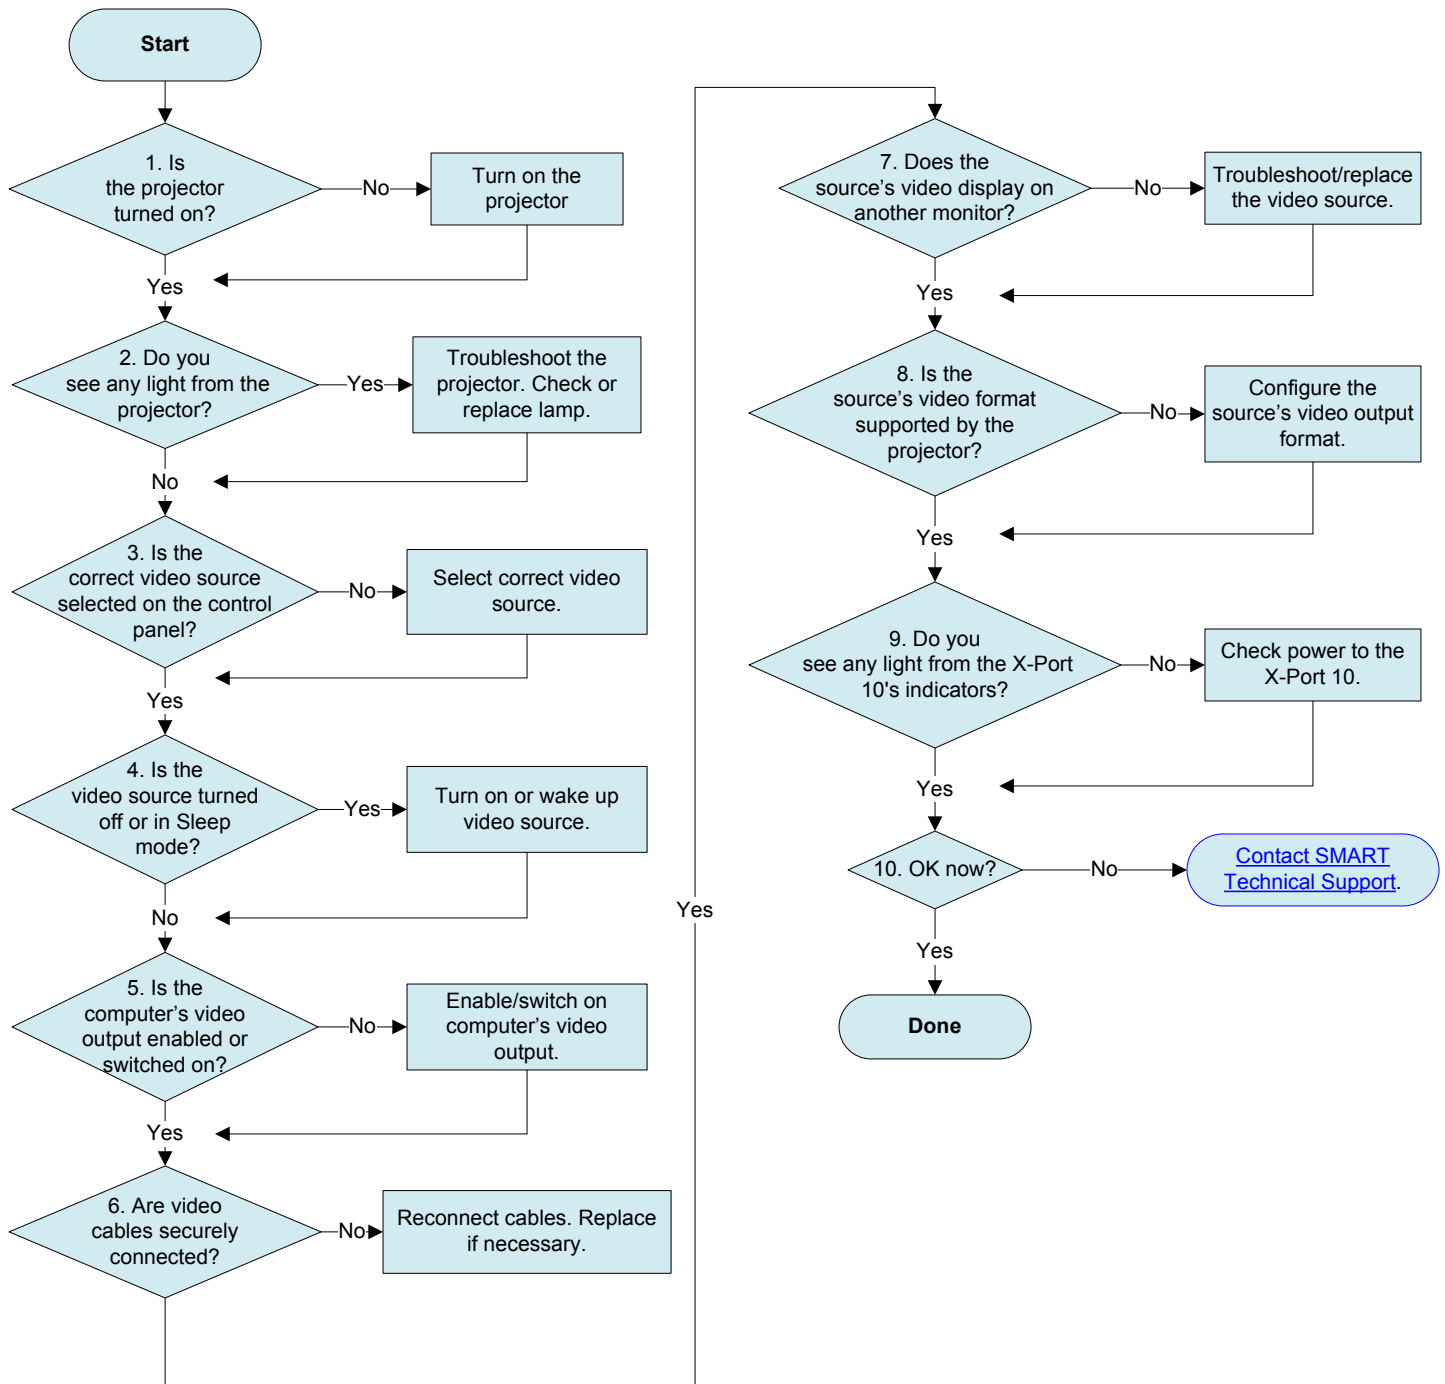 Start
1. Is
the projector
turned on?
No
Turn on the
projector
Yes
2. Do you
see any light from the
projector?
Yes
Troubleshoot the
projector. Check or
replace lamp.
No
3. Is the
correct video source
selected on the control
panel?
No
Select correct video
source.
Yes
4. Is the
video source turned
off or in Sleep
mode?
Yes
Turn on or wake up
video source.
No
5. Is the
computer’s video
output enabled or
switched on?
No
Enable/switch on
computer’s video
output.
Yes
6. Are video
cables securely
connected?
No
Reconnect cables. Replace
if necessary.
Yes
7. Does the
source’s video display on
another monitor?
No
Troubleshoot/replace
the video source.
Yes
8. Is the
source’s video format
supported by the
projector?
No
Configure the
source’s video output
format.
Yes
9. Do you
see any light from the X-Port
10's indicators?
No
Check power to the
X-Port 10.
Yes
10. OK now?
No
Contact SMART
Technical Support.
Yes
Done